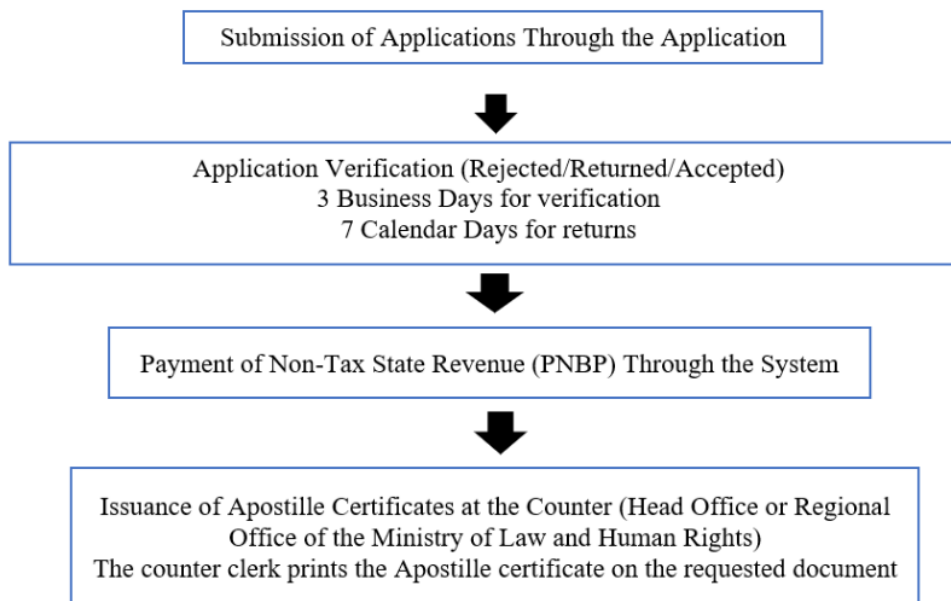 Submission of Applications Through the Application
Application Verification (Rejected/Returned/Accepted)
3 Business Days for verification
7 Calendar Days for returns
Payment of Non-Tax State Revenue (PNBP) Through the System
Issuance of Apostille Certificates at the Counter (Head Office or Regional
Office of the Ministry of Law and Human Rights)
The counter clerk prints the Apostille certificate on the requested document